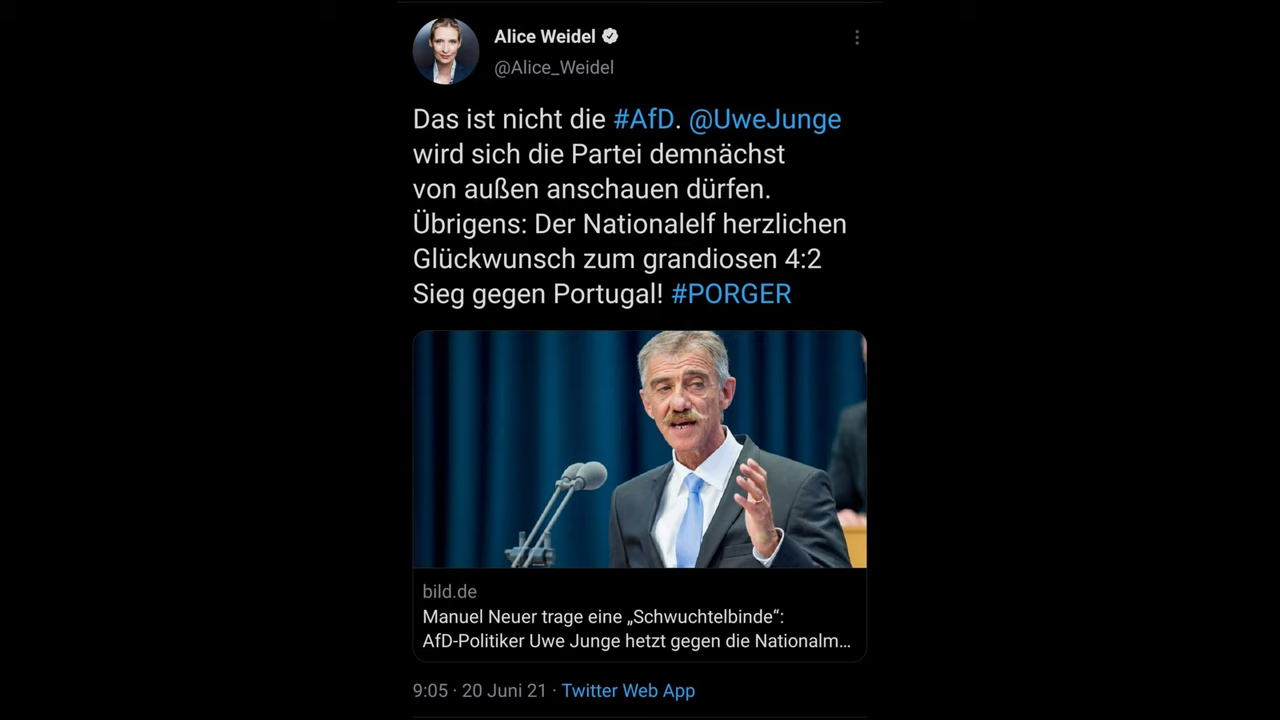 Alice Weidel
@Alice_Weidel
Das ist nicht die #AfD. @UweJunge
wird sich die Partei demnächst
von außen anschauen dürfen.
Übrigens: Der Nationalelf herzlichen
Glückwunsch zum grandiosen 4:2
Sieg gegen Portugal! #PORGER
bild.de
Manuel Neuer trage eine „Schwuchtelbinde“:
AfD-Politiker Uwe Junge hetzt gegen die Nationalm...
9:05 · 20 Juni 21 · Twitter Web App